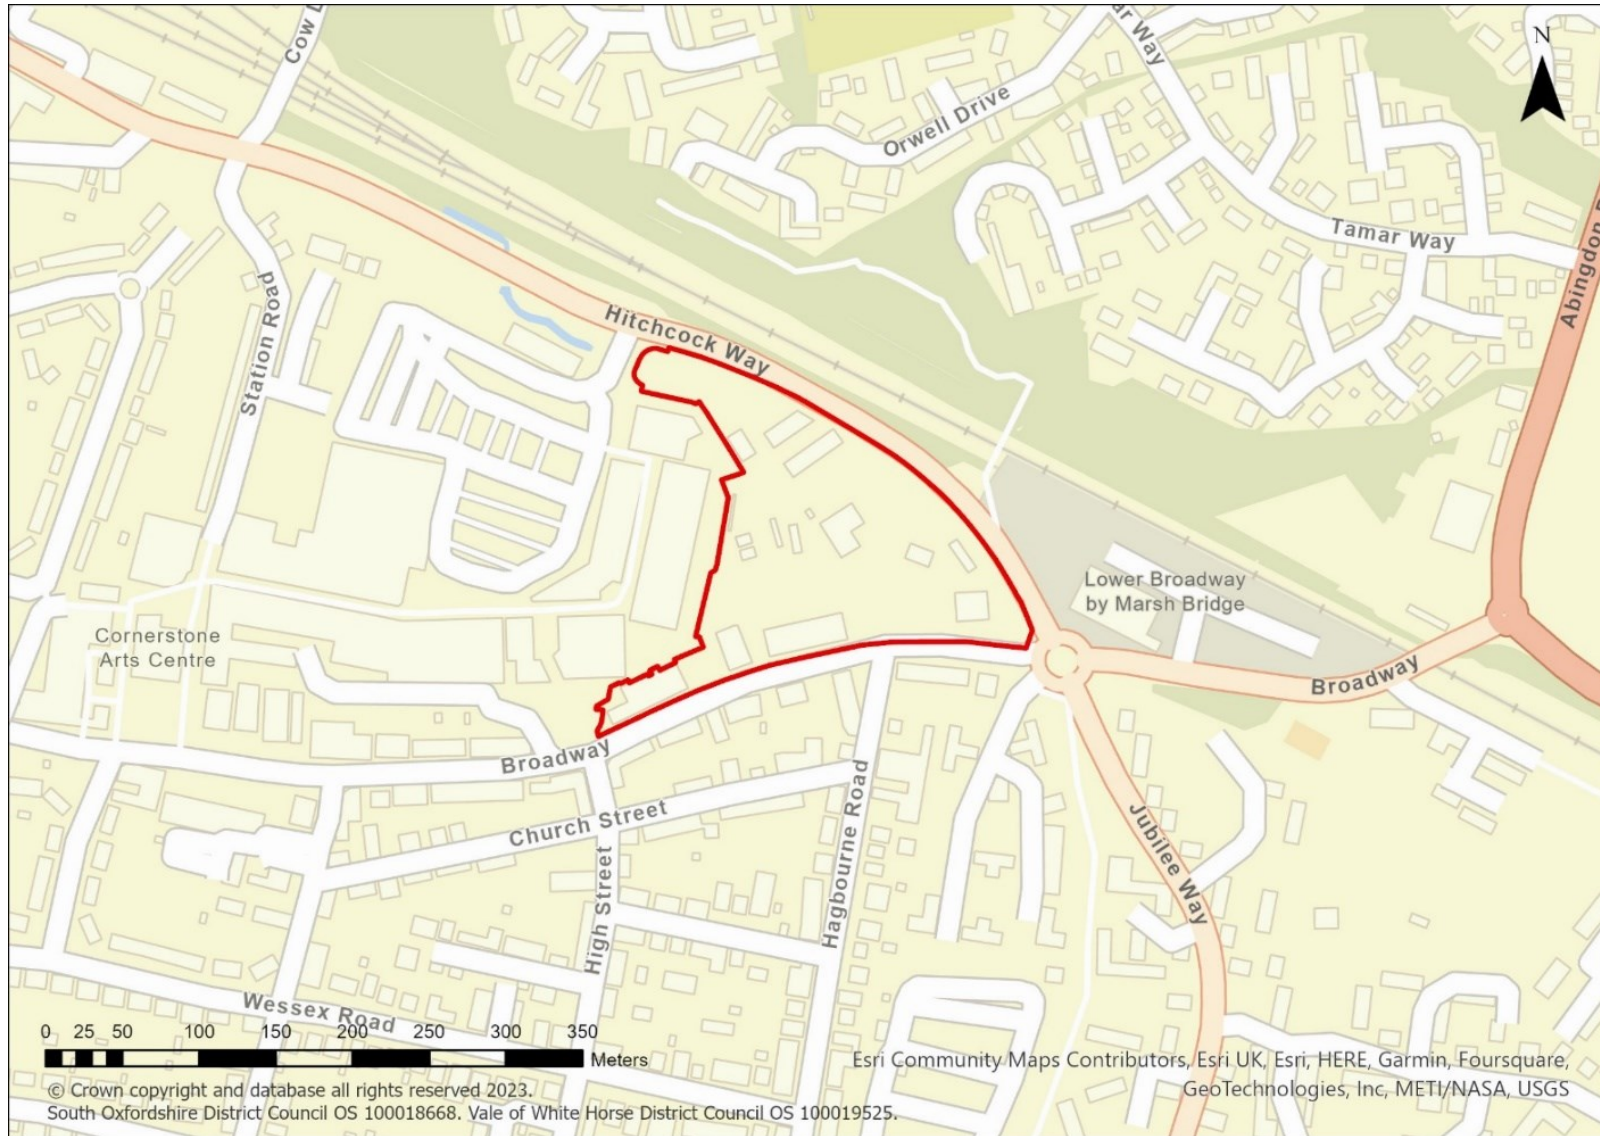 Cow L
ar Way
N
Orwell Drive
Tamar Way
Abingdon
Station Road
Hitchcock Way
Lower Broadway
by Marsh Bridge
Cornerstone
Arts Centre
Broadway
Broadway
Church Street
Hagbourne Road
Jubilee Way
High Street
Wessex Road
0 25 50 100 150 200 250 300 350
Meters
Esri Community Maps Contributors, Esri UK, Esri, HERE, Garmin, Foursquare,
GeoTechnologies, Inc, METI/NASA, USGS
© Crown copyright and database all rights reserved 2023.
South Oxfordshire District Council OS 100018668. Vale of White Horse District Council OS 100019525.